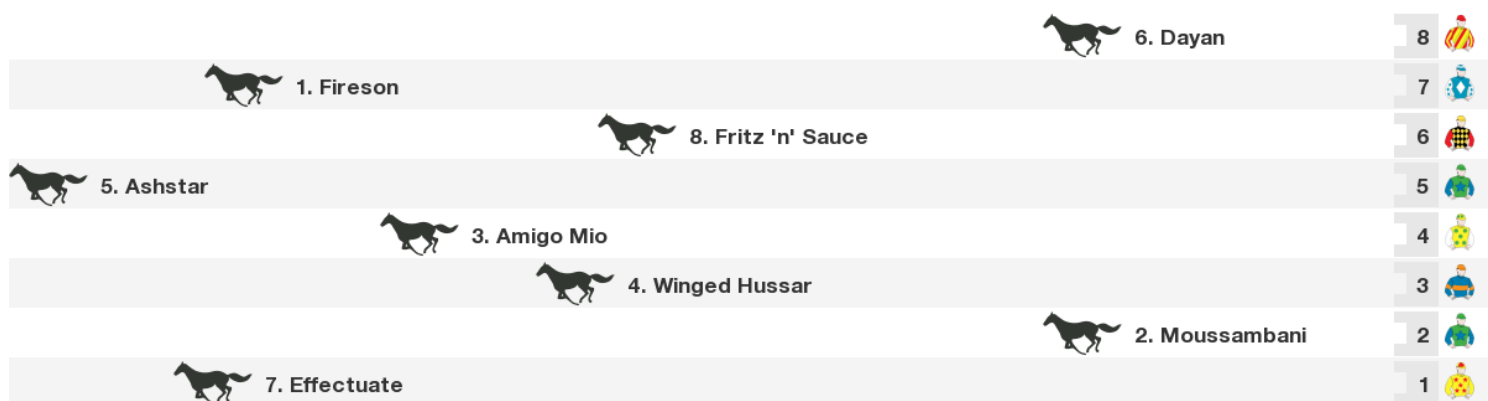 6. Dayan 8
1. Fireson 7
8. Fritz 'n' Sauce 6
5. Ashstar 5
3. Amigo Mio 4
4. Winged Hussar 3
2. Moussambani 2
7. Effectuate 1